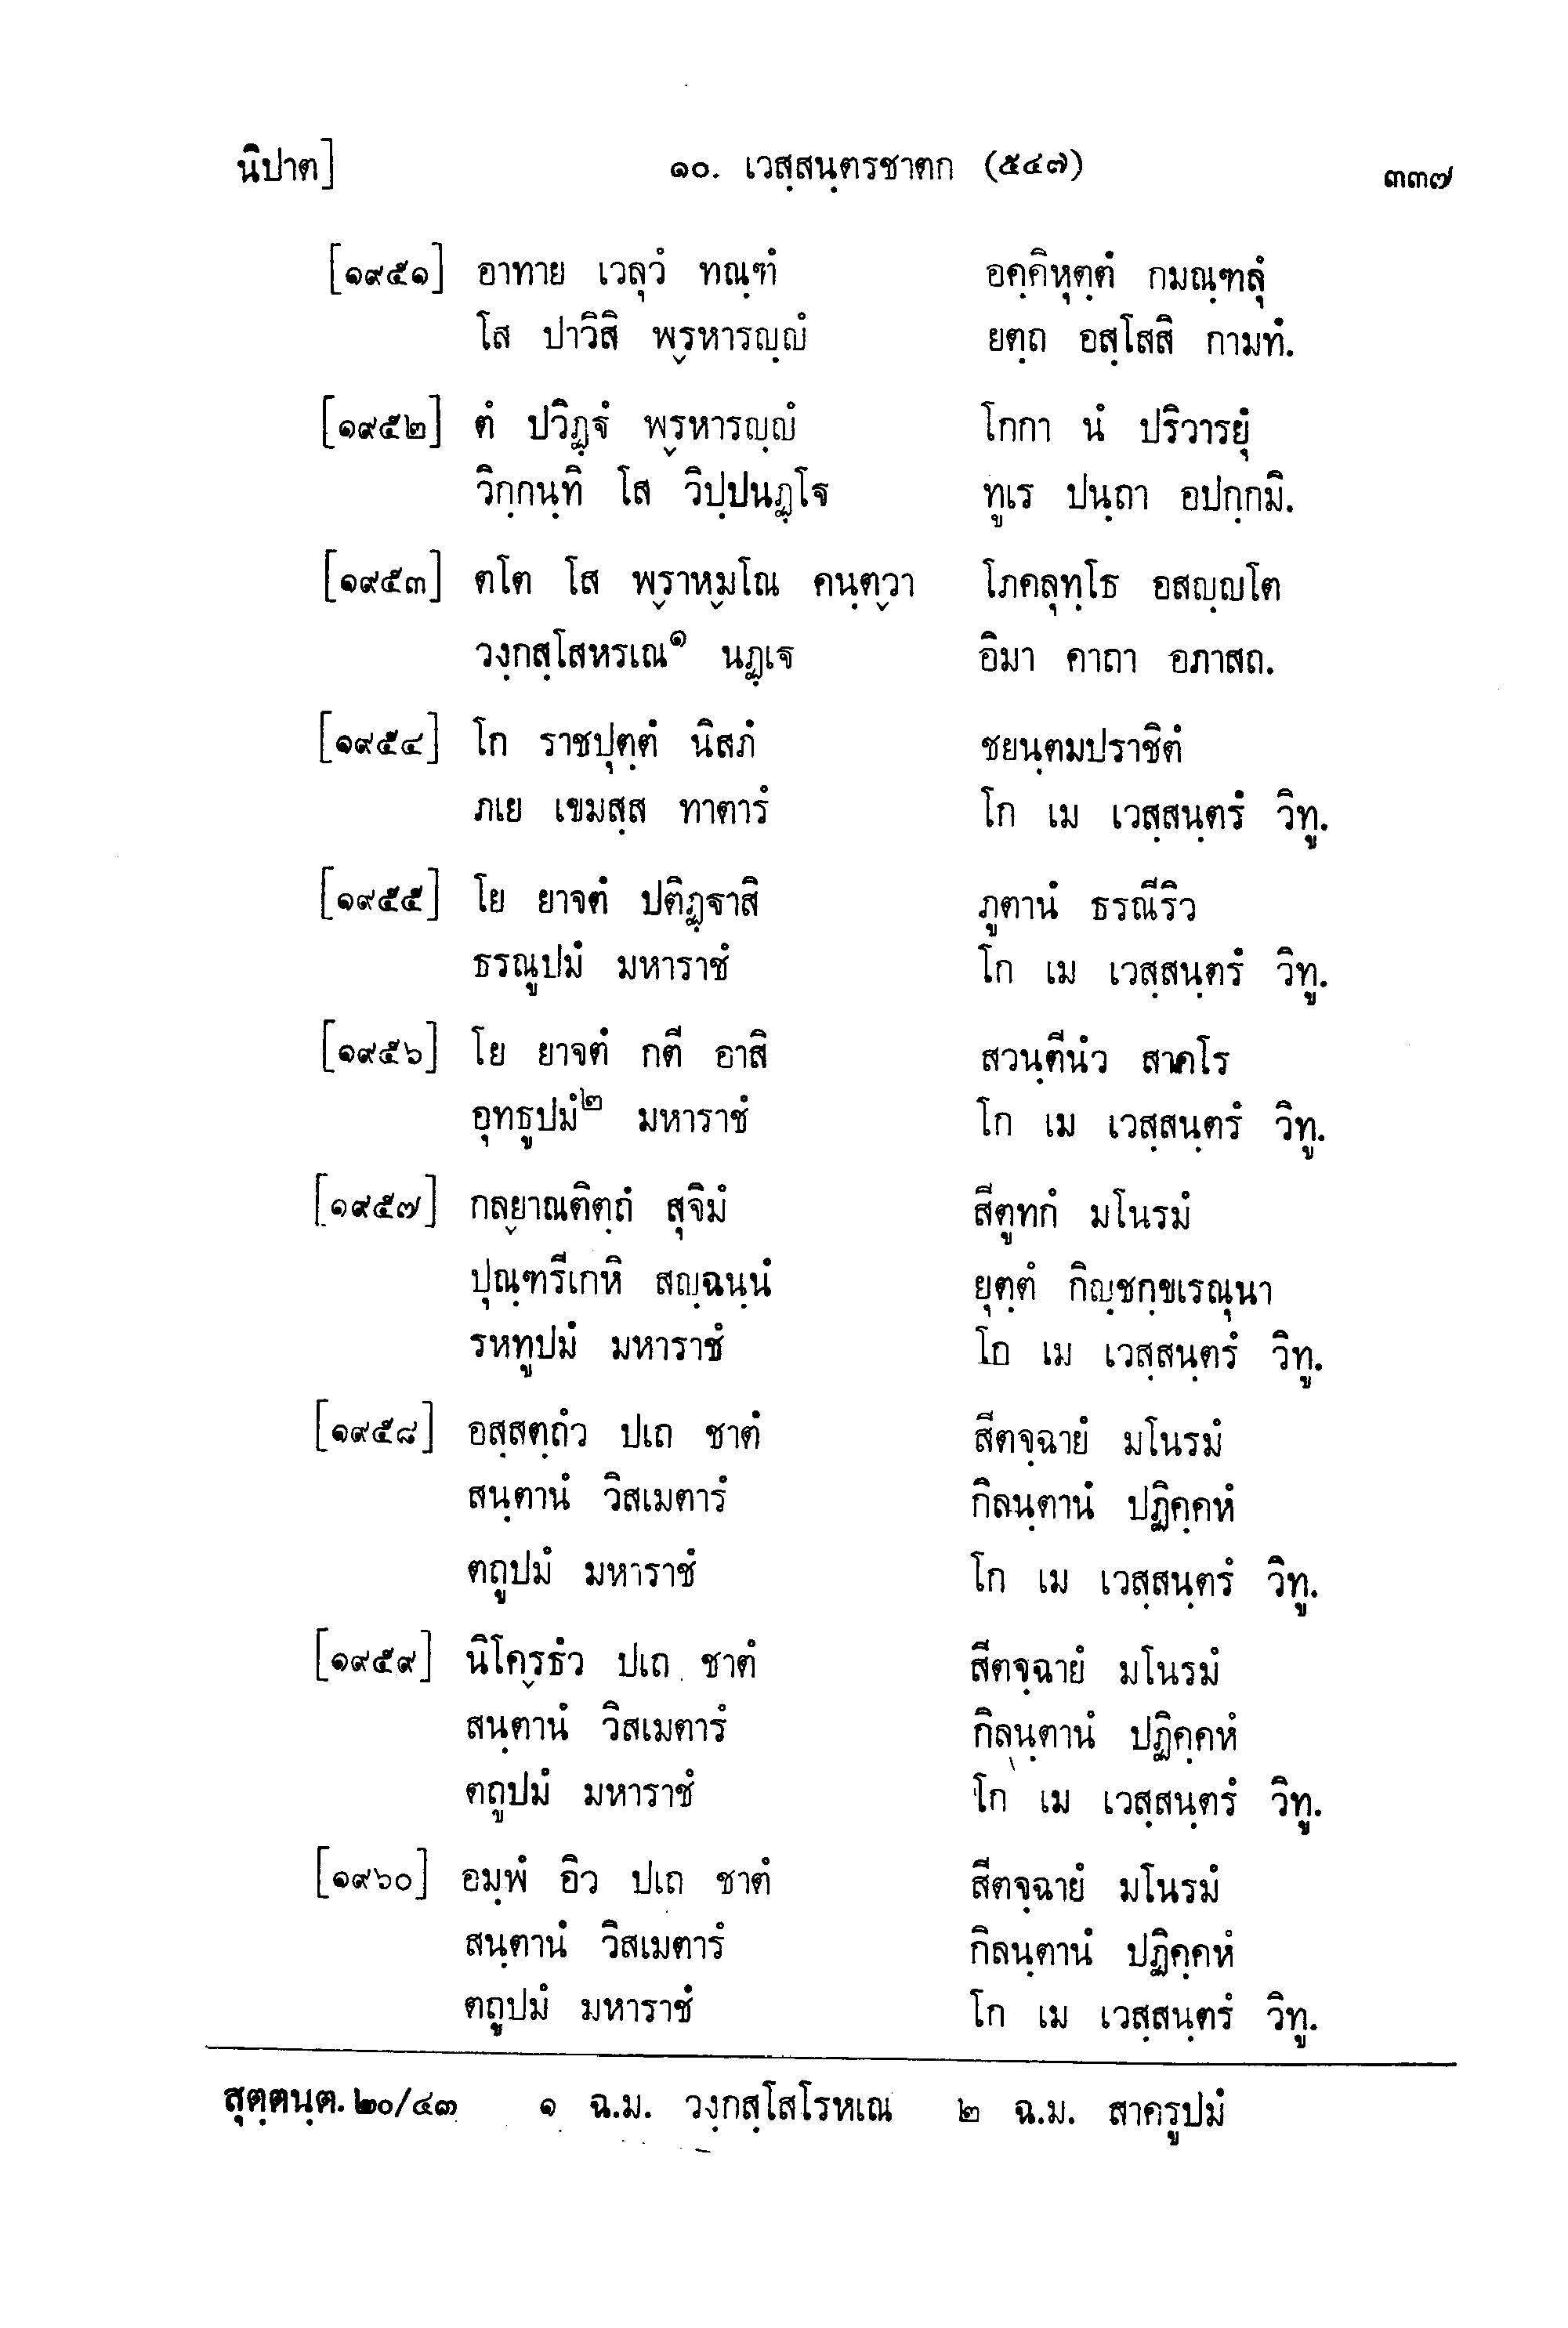 นิปาต] ๑๐. เวสฺสนฺตรชาตก (๕๔๗) ๓๓๗
[๑๙๕๑] อาทาย เวลุวํ ทณฺฑํ อคฺคิหุตฺตํ กมณฺฑลุํ
โส ปาวิสิ พฺรหารญฺญํ ยตฺถ อสฺโสสิ กามทํ.
[๑๙๕๒] ตํ ปวิฏฺฐํ พฺรหารญฺญํ โกกา นํ ปริวารยุํ
วิกฺกนฺทิ โส วิปฺปนฏฺโฐ ทูเร ปนฺถา อปกฺกมิ.
[๑๙๕๓] ตโต โส พฺราหฺมโณ คนฺตฺวา โภคลุทฺโธ อสญฺญโต
วงฺกสฺโสหรเณ๑ นฏฺเฐ อิมา คาถา อภาสถ.
[๑๙๕๔] โก ราชปุตฺตํ นิสภํ ชยนฺตมปราชิตํ
ภเย เขมสฺส ทาตารํ โก เม เวสฺสนฺตรํ วิทู.
[๑๙๕๕] โย ยาจตํ ปติฏฺฐาสิ ภูตานํ ธรณีริว
ธรณูปมํ มหาราชํ โก เม เวสฺสนฺตรํ วิทู.
[๑๙๕๖] โย ยาจตํ กตี อาสิ สวนฺตีนํว สาคโร
อุทธูปมํ๒ มหาราชํ โก เม เวสฺสนฺตรํ วิทู.
[๑๙๕๗] กลฺยาณติตฺถํ สุจิมํ สีตูทกํ มโนรมํ
ปุณฺฑรีเกหิ สญฺฉนฺนํ ยุตฺตํ กิญฺชกฺขเรณุนา
รหทูปมํ มหาราชํ โก เม เวสฺสนฺตรํ วิทู.
[๑๙๕๘] อสฺสตฺถํว ปเถ ชาตํ สีตจฺฉายํ มโนรมํ
สนฺตานํ วิสเมตารํ กิลนฺตานํ ปฏิคฺคหํ
ตถูปมํ มหาราชํ โก เม เวสฺสนฺตรํ วิทู.
[๑๙๕๙] นิโคฺรธํว ปเถ ชาตํ สีตจฺฉายํ มโนรมํ
สนฺตานํ วิสเมตารํ กิลนฺตานํ ปฏิคฺคหํ
ตถูปมํ มหาราชํ โก เม เวสฺสนฺตรํ วิทู.
[๑๙๖๐] อมฺพํ อิว ปเถ ชาตํ สีตจฺฉายํ มโนรมํ
สนฺตานํ วิสเมตารํ กิลนฺตานํ ปฏิคฺคหํ
ตถูปมํ มหาราชํ โก เม เวสฺสนฺตรํ วิทู.
สุตฺตนฺต. ๒๐/๔๓ ๑ ฉ.ม. วงฺกสฺโสโรหเณ ๒ ฉ.ม. สาครูปมํ